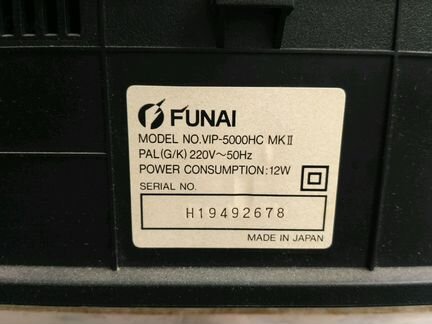 FUNAI
MODEL NO.VIP-5000HC MKⅡ
PAL(G/K) 220V～50Hz
POWER CONSUMPTION:12W
SERIAL NO.
H19492678
MADE IN JAPAN